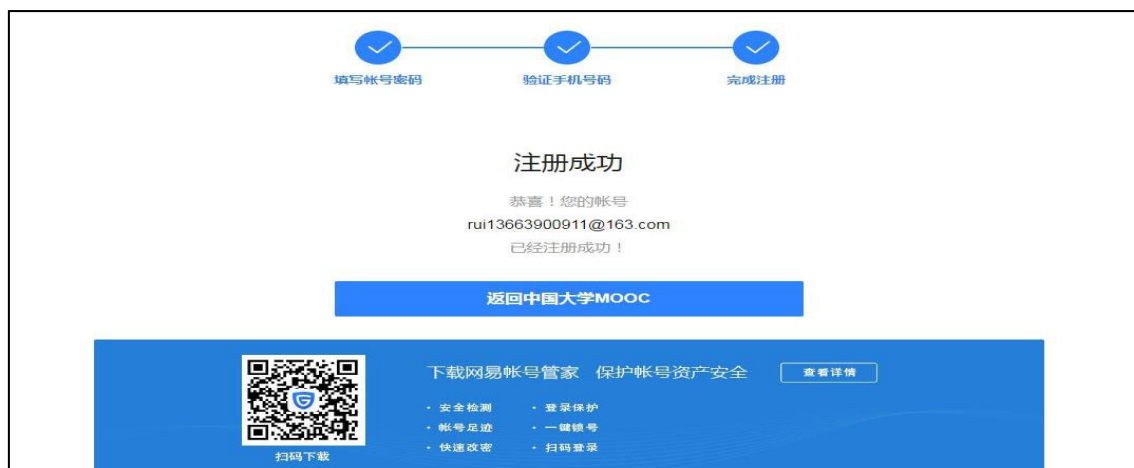 填写帐号密码 验证手机号码 完成注册
注册成功
恭喜！您的帐号
rui13663900911@163.com
已经注册成功！
返回中国大学MOOC
下载网易帐号管家 保护帐号资产安全 查看详情
· 安全检测 · 登录保护
· 帐号足迹 · 一键锁号
· 快速改密 · 扫码登录
扫码下载